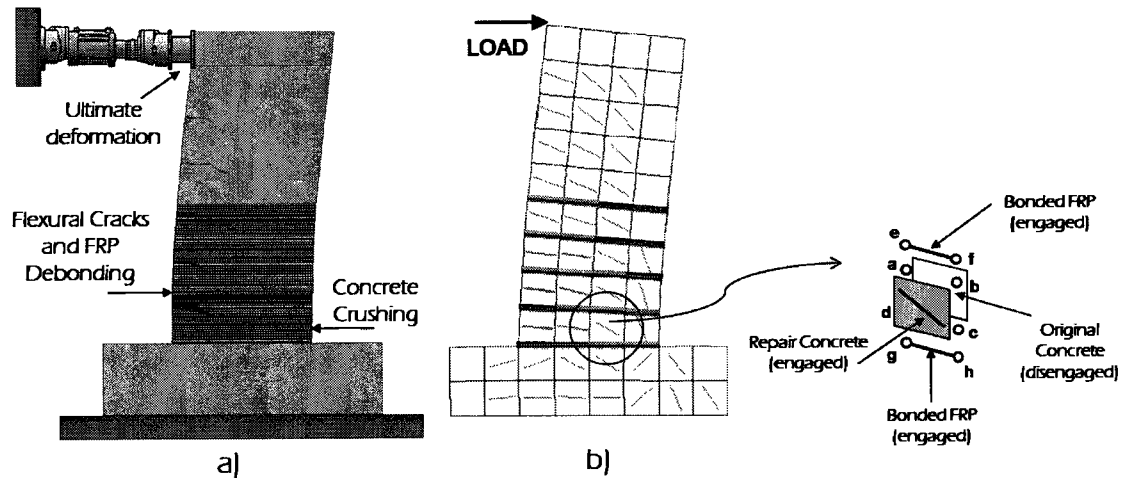 Ultimate
deformation
Flexural Cracks
and FRP
Debonding
Concrete
Crushing
a)
LOAD
b)
Bonded FRP
(engaged)
e
f
a
b
d
c
g
h
Repair Concrete
(engaged)
Original
Concrete
(disengaged)
Bonded FRP
(engaged)